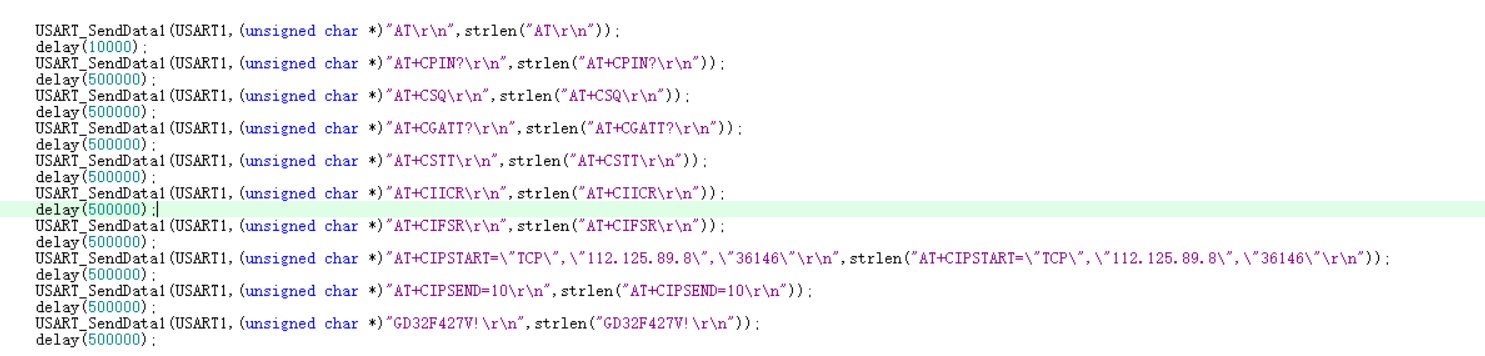 USART_SendData1(USART1,(unsigned char *)"AT\r\n",strlen("AT\r\n"));
delay(10000);
USART_SendData1(USART1,(unsigned char *)"AT+CPIN?\r\n",strlen("AT+CPIN?\r\n"));
delay(500000);
USART_SendData1(USART1,(unsigned char *)"AT+CSQ\r\n",strlen("AT+CSQ\r\n"));
delay(500000);
USART_SendData1(USART1,(unsigned char *)"AT+CGATT?\r\n",strlen("AT+CGATT?\r\n"));
delay(500000);
USART_SendData1(USART1,(unsigned char *)"AT+CSTT\r\n",strlen("AT+CSTT\r\n"));
delay(500000);
USART_SendData1(USART1,(unsigned char *)"AT+CIICR\r\n",strlen("AT+CIICR\r\n"));
delay(500000);
USART_SendData1(USART1,(unsigned char *)"AT+CIFSR\r\n",strlen("AT+CIFSR\r\n"));
delay(500000);
USART_SendData1(USART1,(unsigned char *)"AT+CIPSTART=\"TCP\",\"112.125.89.8\",\"36146\"\r\n",strlen("AT+CIPSTART=\"TCP\",\"112.125.89.8\",\"36146\"\r\n"));
delay(500000);
USART_SendData1(USART1,(unsigned char *)"AT+CIPSEND=10\r\n",strlen("AT+CIPSEND=10\r\n"));
delay(500000);
USART_SendData1(USART1,(unsigned char *)"GD32F427V!\r\n",strlen("GD32F427V!\r\n"));
delay(500000);